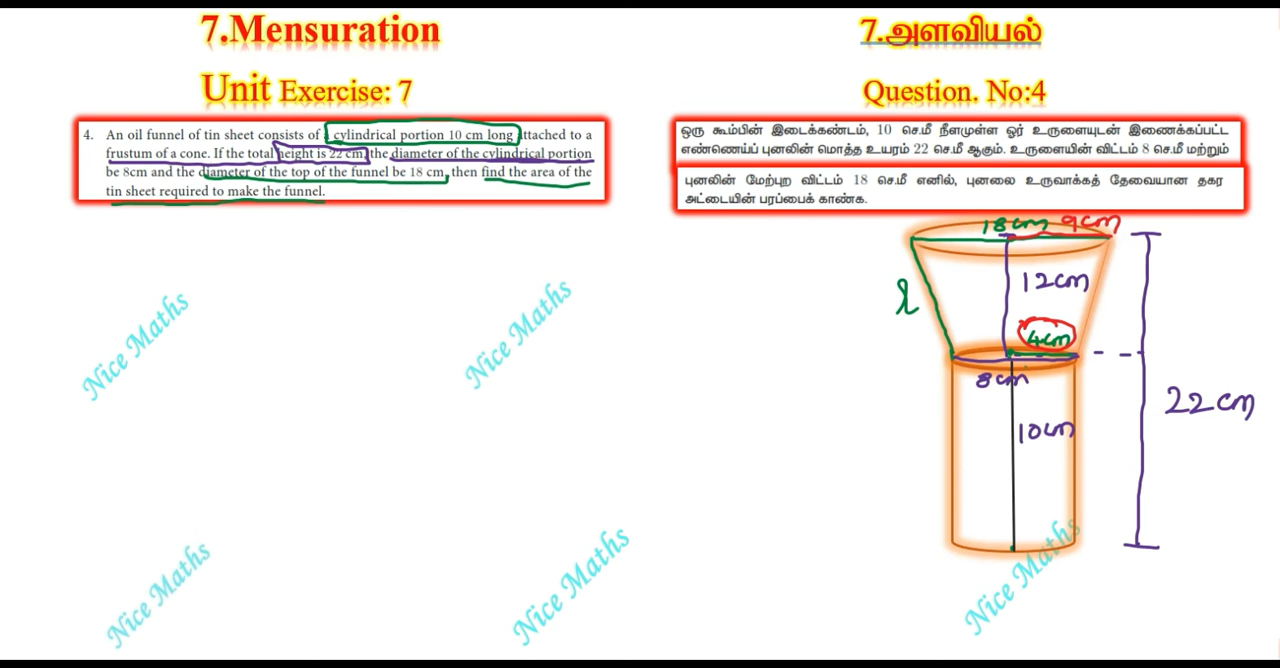 7.Mensuration
Unit Exercise: 7
4. An oil funnel of tin sheet consists of a cylindrical portion 10 cm long attached to a
frustum of a cone. If the total height is 22 cm, the diameter of the cylindrical portion
be 8cm and the diameter of the top of the funnel be 18 cm, then find the area of the
tin sheet required to make the funnel.
7.அளவியல்
Question. No:4
ஒரு கூம்பின் இடைக்கண்டம், 10 செ.மீ நீளமுள்ள ஓர் உருளையுடன் இணைக்கப்பட்ட
எண்ணெய்ப் புனலின் மொத்த உயரம் 22 செ.மீ ஆகும். உருளையின் விட்டம் 8 செ.மீ மற்றும்
புனலின் மேற்புற விட்டம் 18 செ.மீ எனில், புனலை உருவாக்கத் தேவையான தகர
அட்டையின் பரப்பைக் காண்க.
18cm 9cm
12cm
l
4cm
8cm
22cm
10cm
Nice Maths
Nice Maths
Nice Maths
Nice Maths
Nice Maths